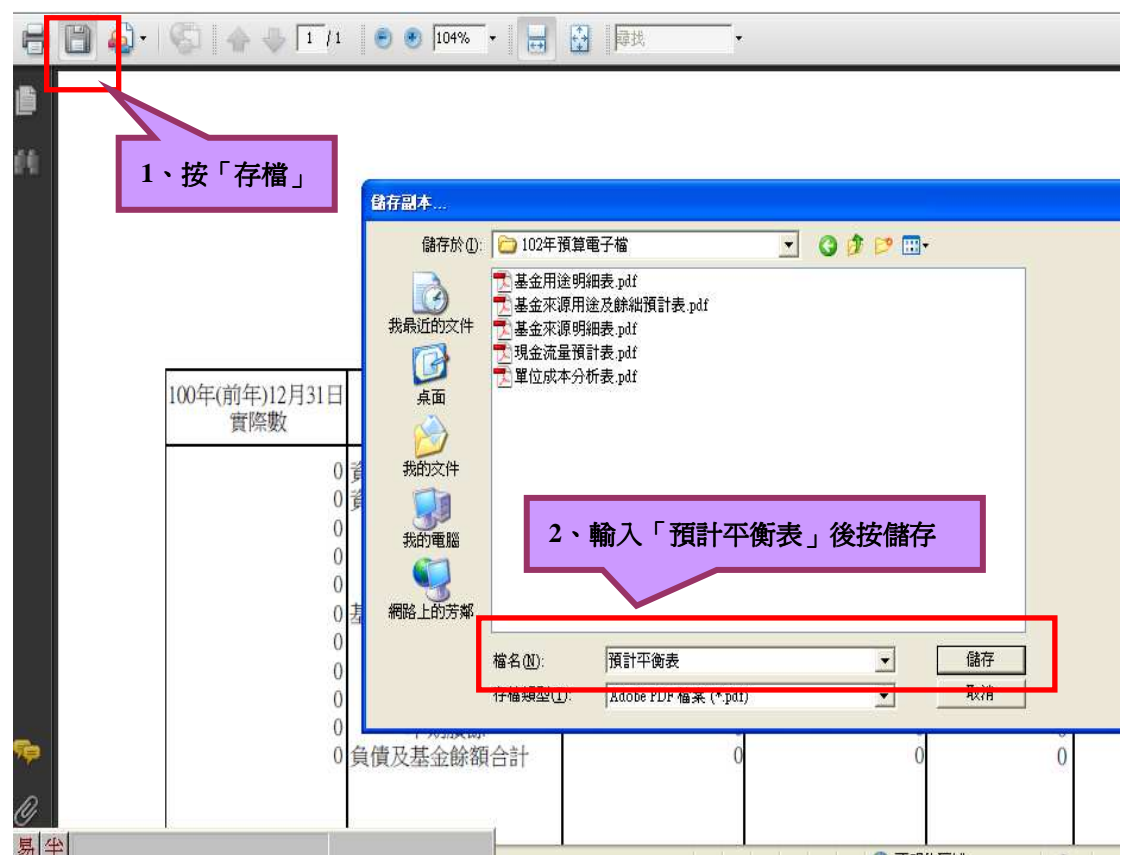 1 / 1
104%
尋找
1、按「存檔」
儲存副本...
儲存於(I):
102年預算電子檔
基金用途明細表.pdf
基金來源用途及餘絀預計表.pdf
基金來源明細表.pdf
現金流量預計表.pdf
單位成本分析表.pdf
我最近的文件
桌面
我的文件
我的電腦
網路上的芳鄰
2、輸入「預計平衡表」後按儲存
檔名(N):
預計平衡表
儲存
存檔類型(T):
Adobe PDF 檔案 (*.pdf)
取消
100年(前年)12月31日
實際數
0 資
0 資
0
0
0
0 基
0
0
0
0
0 負債及基金餘額合計 0 0 0
易 半